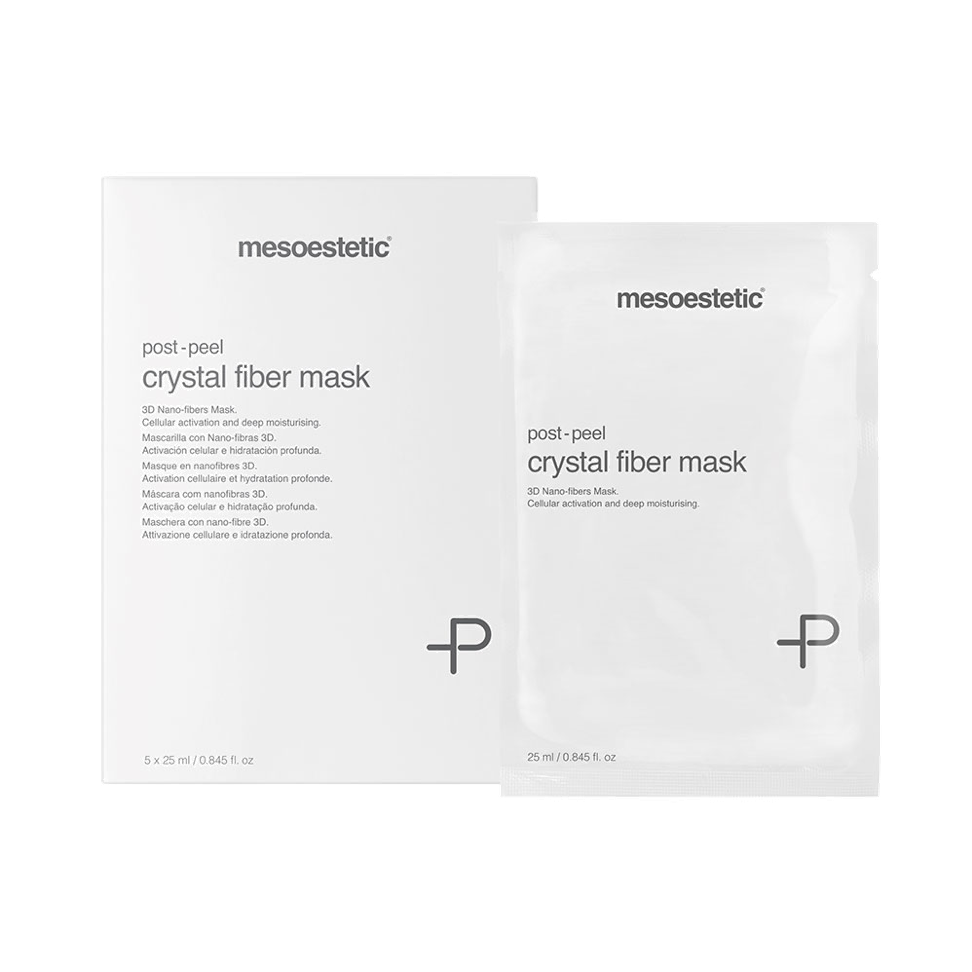 mesoestetic®
post-peel
crystal fiber mask
3D Nano-fibers Mask.
Cellular activation and deep moisturising.
Mascarilla con Nano-fibras 3D.
Activación celular e hidratación profunda.
Masque en nanofibres 3D.
Activation cellulaire et hydratation profonde.
Máscara com nanofibras 3D.
Activação celular e hidratação profunda.
Maschera con nano-fibre 3D.
Attivazione cellulare e idratazione profonda.
+P
5 x 25 ml / 0.845 fl. oz
mesoestetic®
post-peel
crystal fiber mask
3D Nano-fibers Mask.
Cellular activation and deep moisturising.
+P
25 ml / 0.845 fl. oz